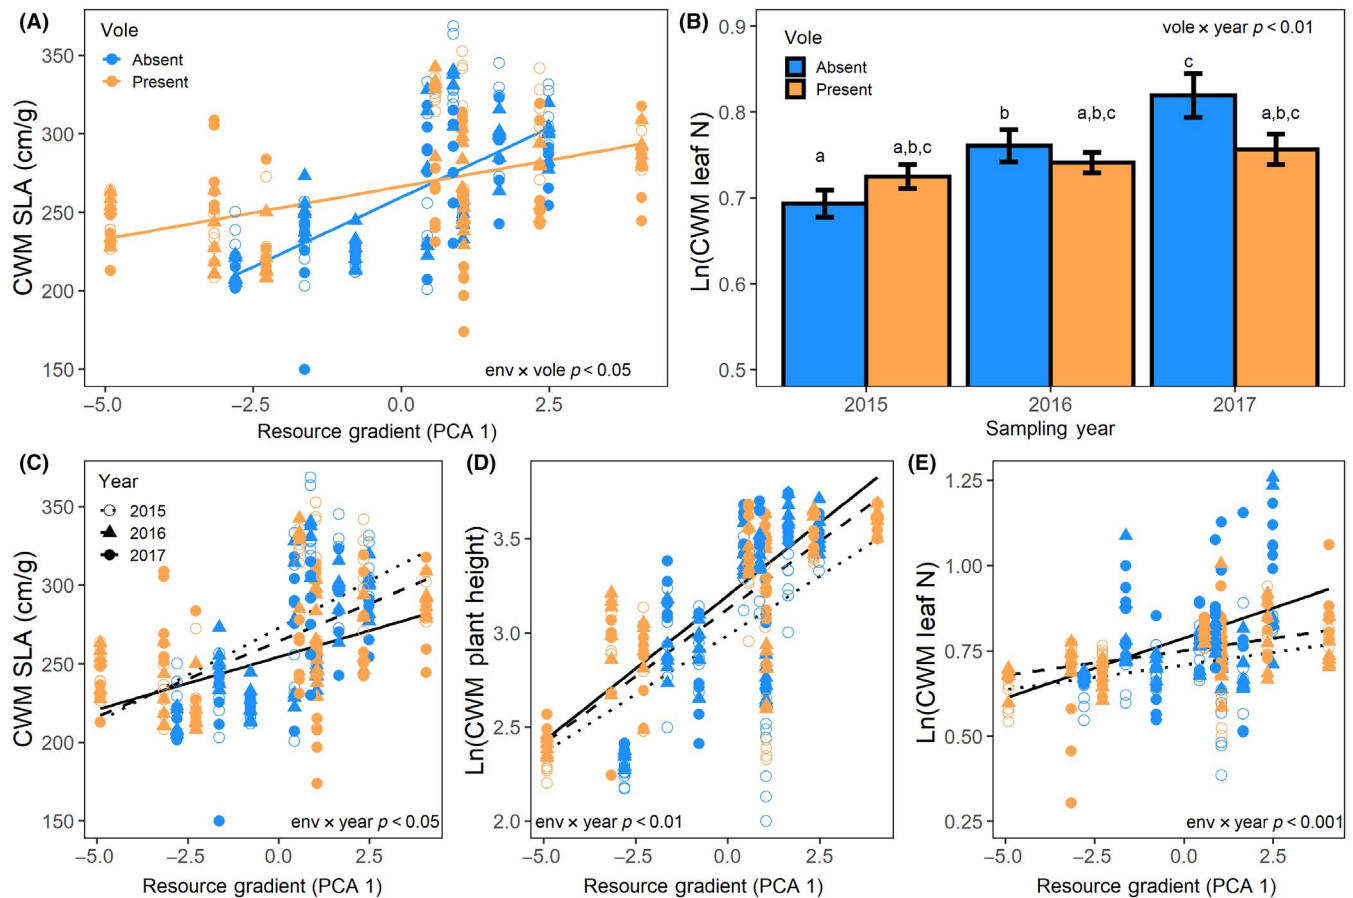 (A)
Vole
Absent
Present
350
300
250
200
150
CWM SLA (cm/g)
env × vole p < 0.05
−5.0 −2.5 0.0 2.5
Resource gradient (PCA 1)
(B)
vole × year p < 0.01
Vole
Absent
Present
0.9
0.8
0.7
0.6
0.5
Ln(CWM leaf N)
a
a,b,c
b
a,b,c
c
a,b,c
2015 2016 2017
Sampling year
(C)
Year
2015
2016
2017
350
300
250
200
150
CWM SLA (cm/g)
env × year p < 0.05
−5.0 −2.5 0.0 2.5
Resource gradient (PCA 1)
(D)
3.5
3.0
2.5
2.0
Ln(CWM plant height)
env × year p < 0.01
−5.0 −2.5 0.0 2.5
Resource gradient (PCA 1)
(E)
1.25
1.00
0.75
0.50
0.25
Ln(CWM leaf N)
env × year p < 0.001
−5.0 −2.5 0.0 2.5
Resource gradient (PCA 1)